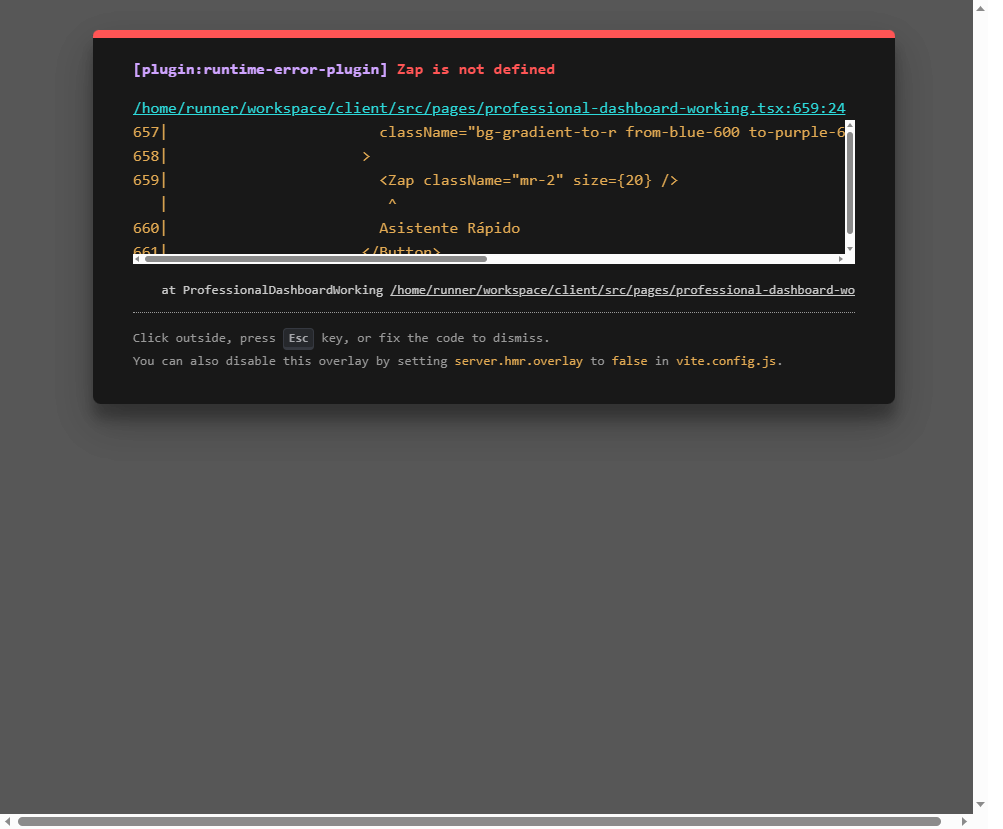 [plugin:runtime-error-plugin] Zap is not defined
/home/runner/workspace/client/src/pages/professional-dashboard-working.tsx:659:24
657|                        className="bg-gradient-to-r from-blue-600 to-purple-6
658|                      >
659|                        <Zap className="mr-2" size={20} />
   |                         ^
660|                        Asistente Rápido
661|                      </Button>
at ProfessionalDashboardWorking /home/runner/workspace/client/src/pages/professional-dashboard-wo
Click outside, press Esc key, or fix the code to dismiss.
You can also disable this overlay by setting server.hmr.overlay to false in vite.config.js.